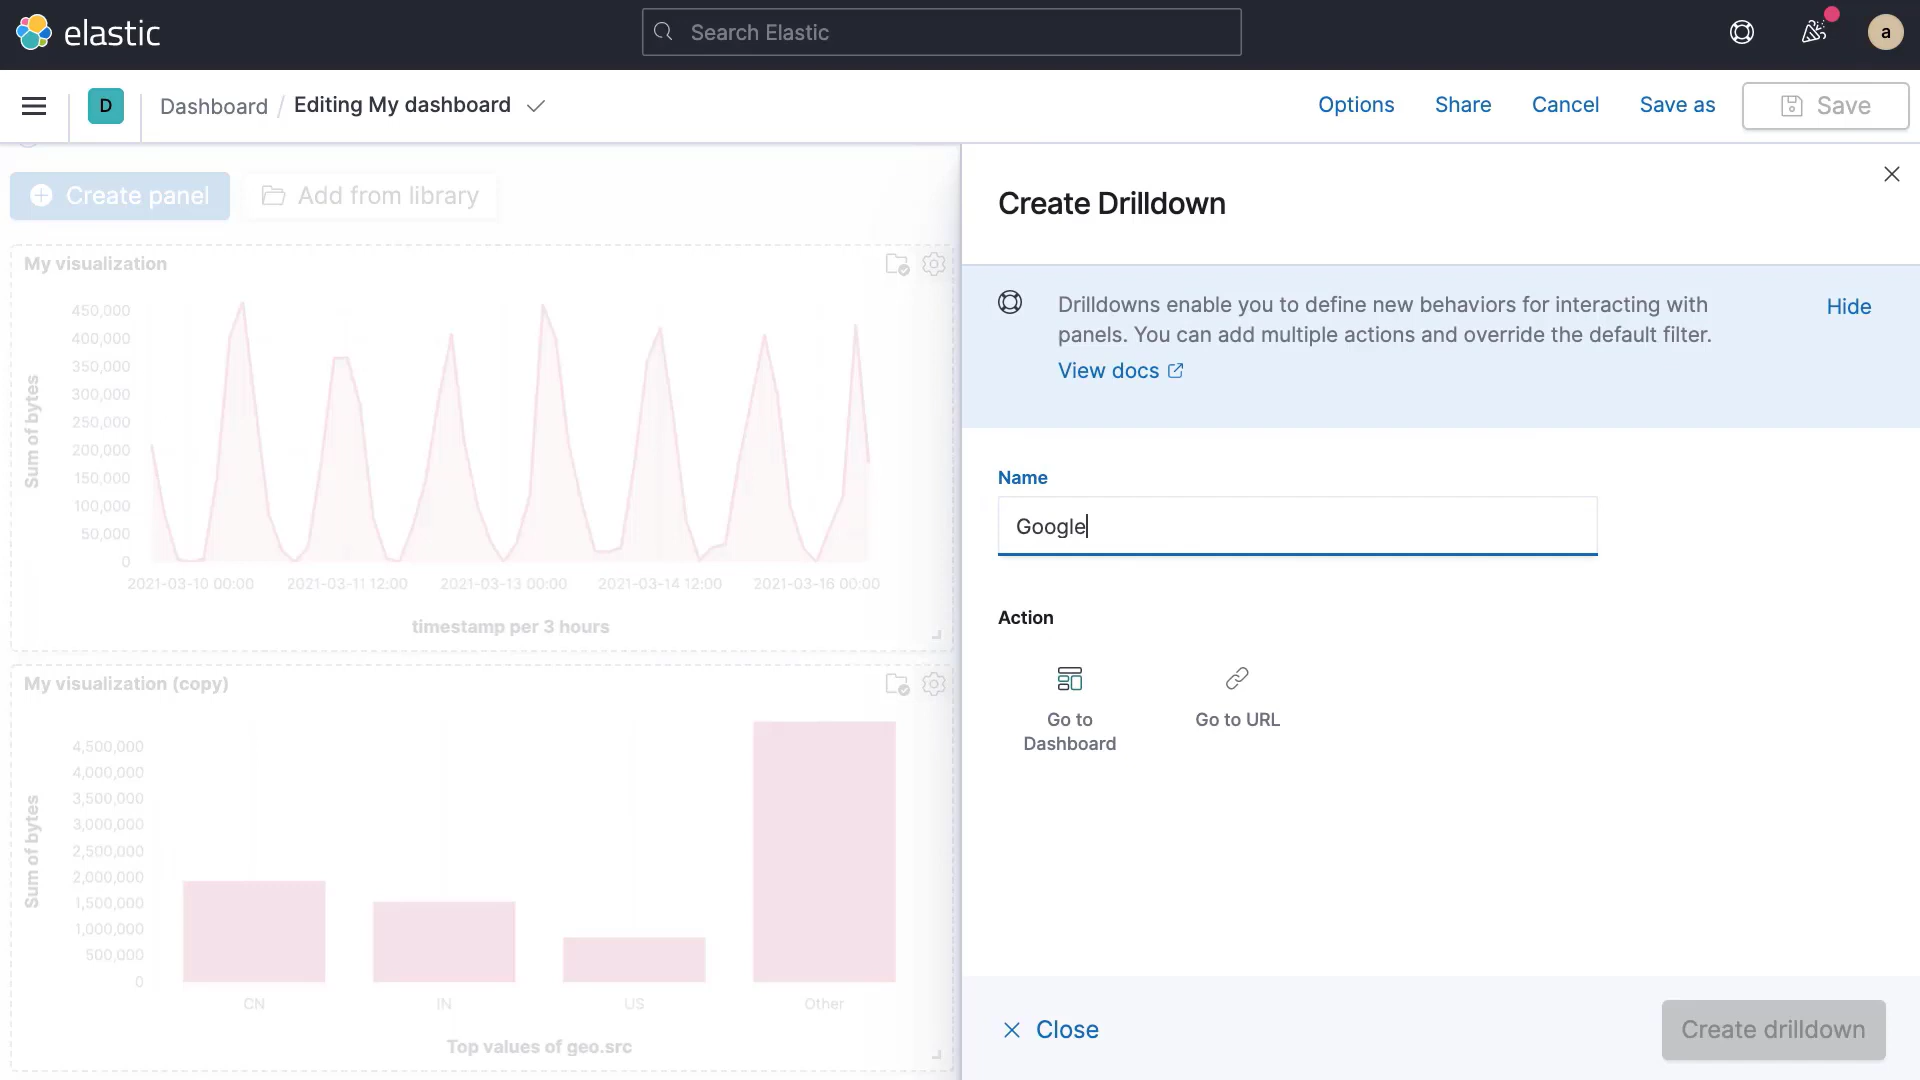 elastic
Search Elastic
a
D
Dashboard / Editing My dashboard
Options
Share
Cancel
Save as
Save
Create panel
Add from library
My visualization
450,000
400,000
350,000
300,000
250,000
200,000
150,000
100,000
50,000
0
Sum of bytes
2021-03-10 00:00
2021-03-11 12:00
2021-03-13 00:00
2021-03-14 12:00
2021-03-16 00:00
timestamp per 3 hours
My visualization (copy)
4,500,000
4,000,000
3,500,000
3,000,000
2,500,000
2,000,000
1,500,000
1,000,000
500,000
0
Sum of bytes
CN
IN
US
Other
Top values of geo.src
Create Drilldown
Drilldowns enable you to define new behaviors for interacting with
panels. You can add multiple actions and override the default filter.
View docs
Hide
Name
Google
Action
Go to
Dashboard
Go to URL
Close
Create drilldown